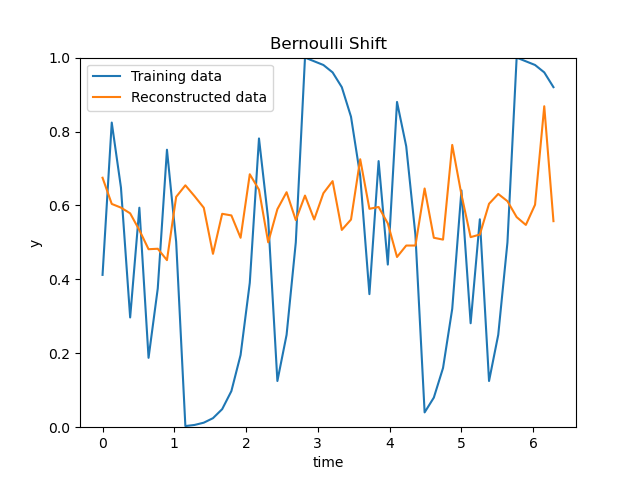 Bernoulli Shift
Training data
Reconstructed data
1.0
0.8
0.6
0.4
0.2
0.0
y
0 1 2 3 4 5 6
time